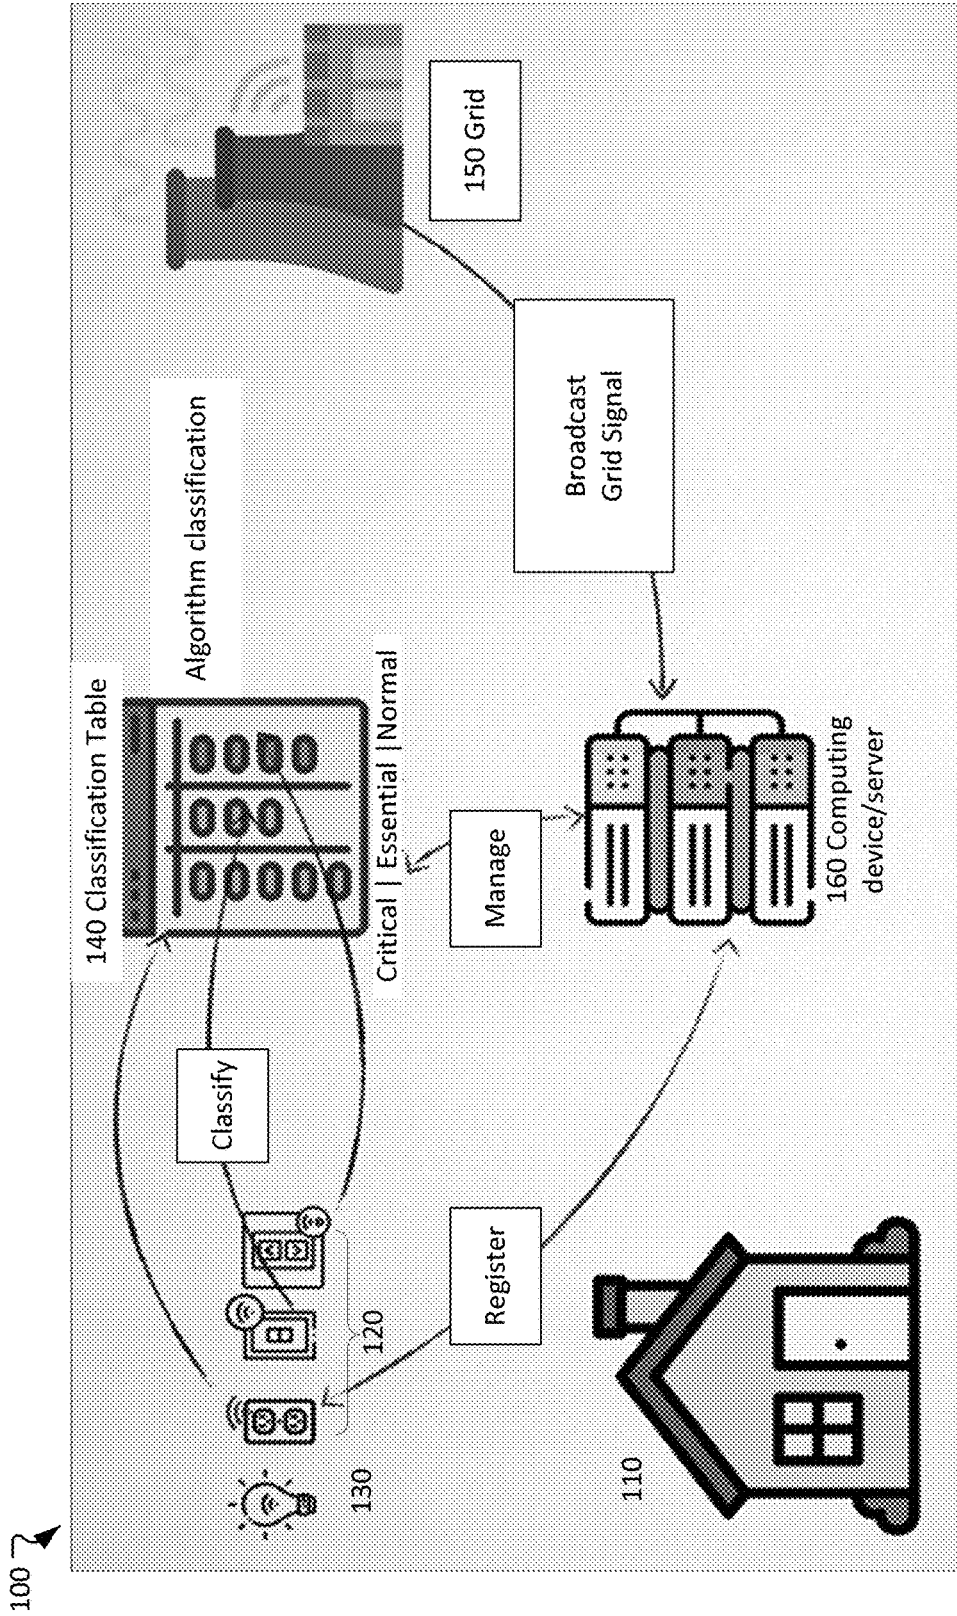 100
140 Classification Table
Algorithm classification
Critical | Essential | Normal
Classify
130
120
150 Grid
Broadcast
Grid Signal
Register
Manage
110
160 Computing
device/server